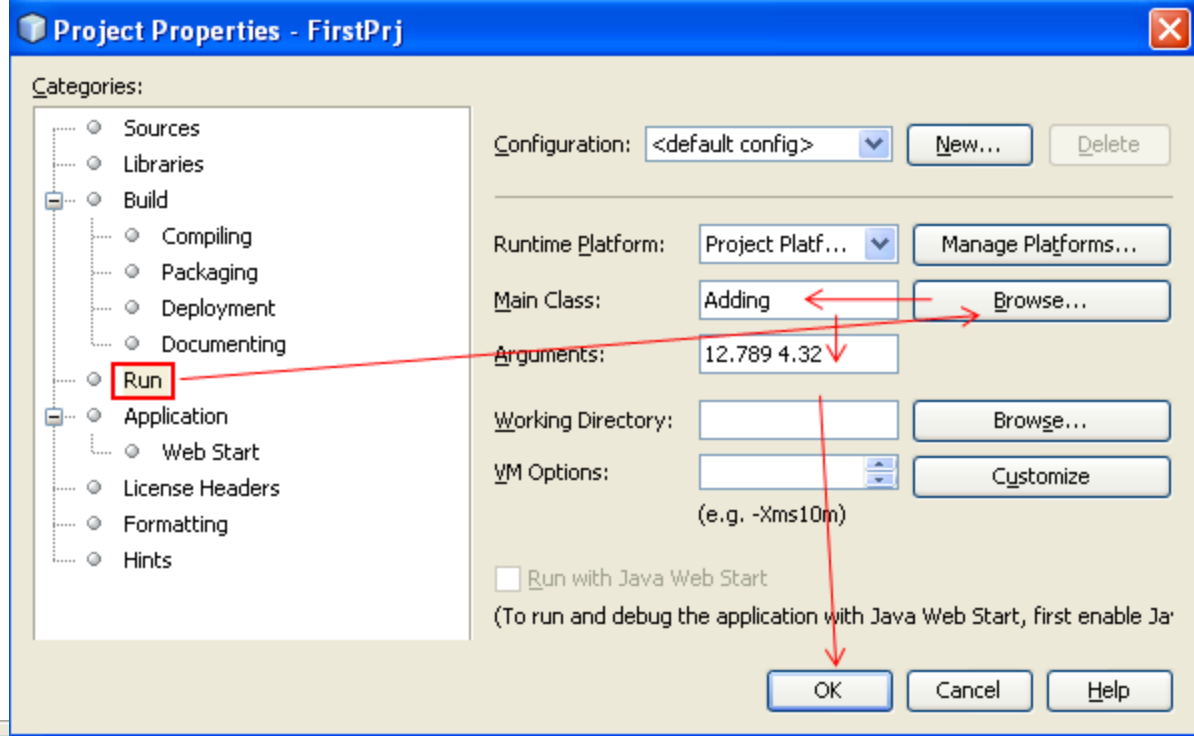 Project Properties - FirstPrj
Categories:
Sources
Libraries
Build
Compiling
Packaging
Deployment
Documenting
Run
Application
Web Start
License Headers
Formatting
Hints
Configuration: <default config> New... Delete
Runtime Platform: Project Platf... Manage Platforms...
Main Class: Adding Browse...
Arguments: 12.789 4.32
Working Directory: Browse...
VM Options: Customize
(e.g. -Xms10m)
Run with Java Web Start
(To run and debug the application with Java Web Start, first enable Ja
OK Cancel Help